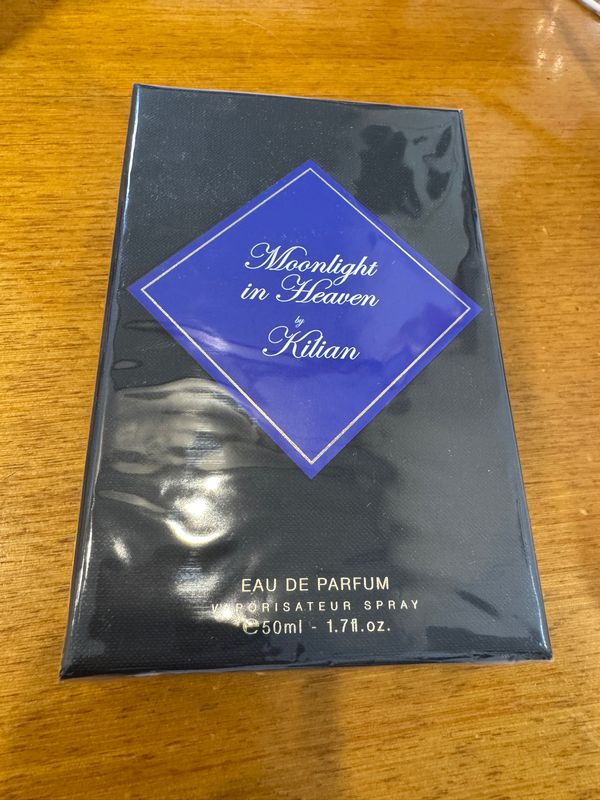 Moonlight
in Heaven
by
Kilian
EAU DE PARFUM
VAPORISATEUR SPRAY
℮50ml - 1.7fl.oz.